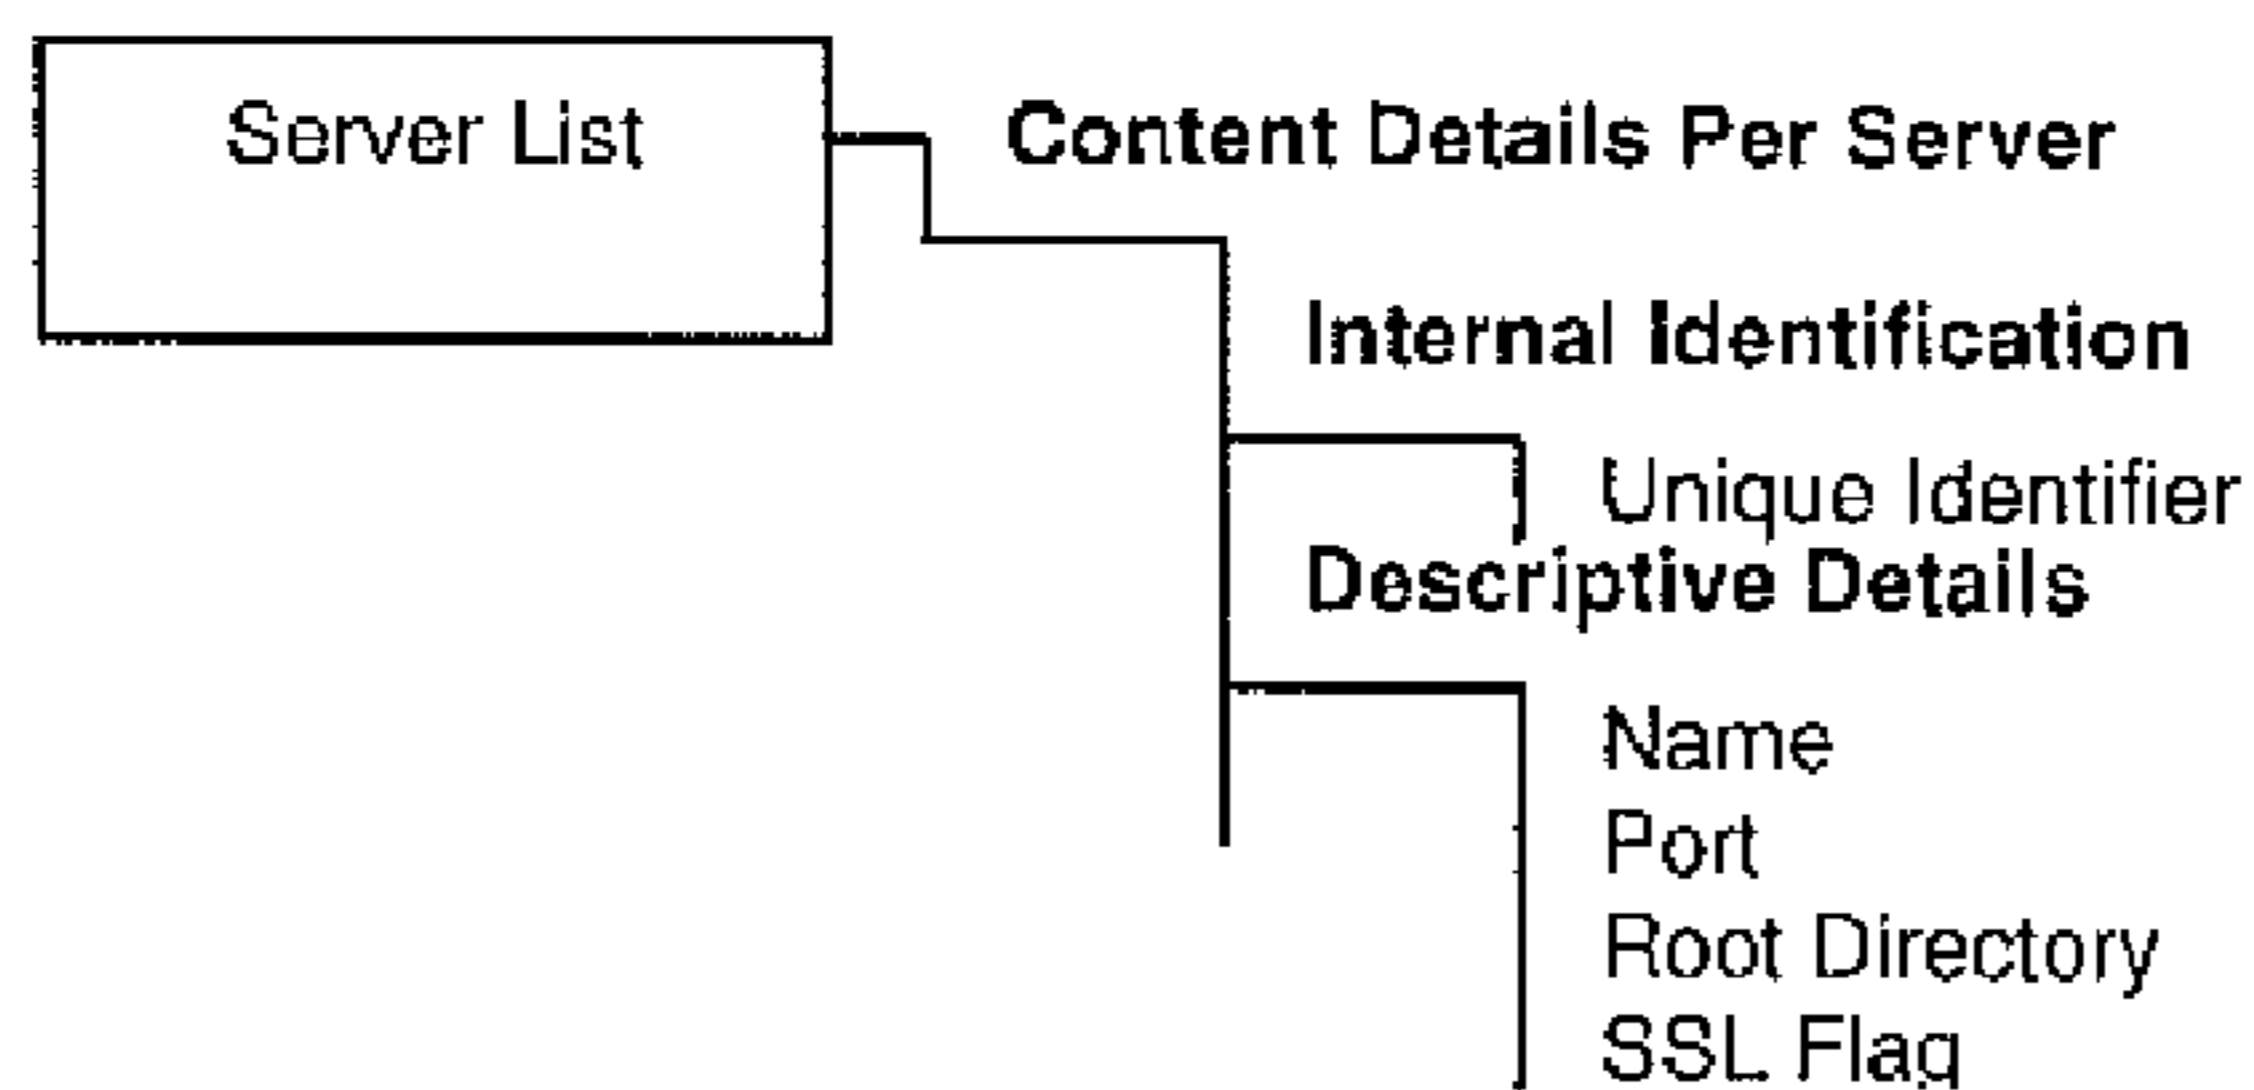 Server List
Content Details Per Server
Internal Identification
Unique Identifier
Descriptive Details
Name
Port
Root Directory
SSL Flag